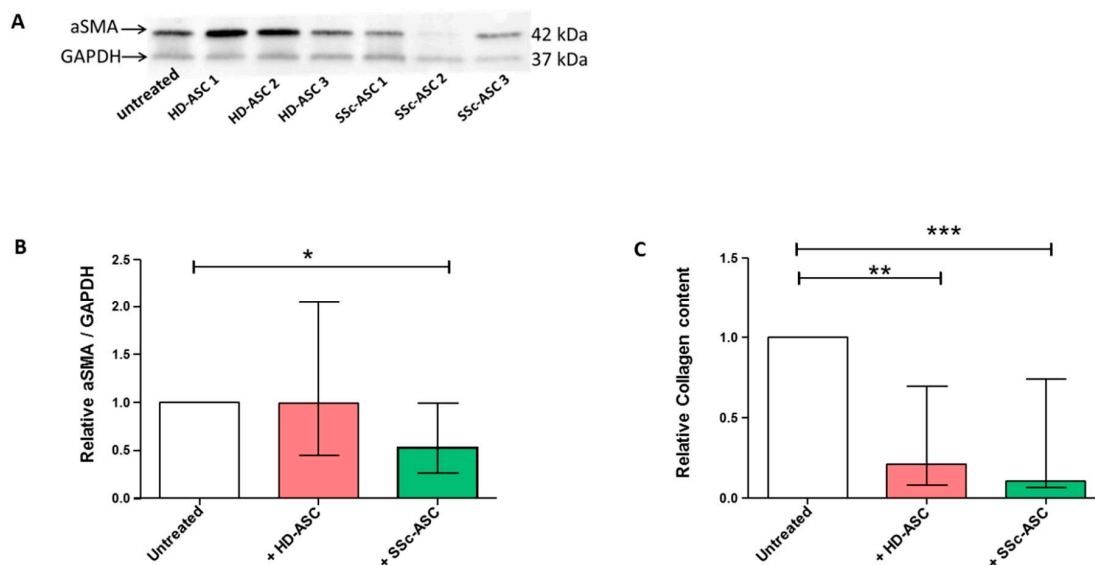 A
aSMA
GAPDH
42 kDa
37 kDa
untreated
HD-ASC 1
HD-ASC 2
HD-ASC 3
SSc-ASC 1
SSc-ASC 2
SSc-ASC 3
B
Relative aSMA / GAPDH
2.5
2.0
1.5
1.0
0.5
0.0
*
Untreated
+ HD-ASC
+ SSc-ASC
C
Relative Collagen content
1.5
1.0
0.5
0.0
***
**
Untreated
+ HD-ASC
+ SSc-ASC